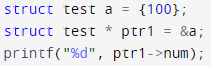 struct test a = {100};
struct test * ptr1 = &a;
printf("%d", ptr1->num);